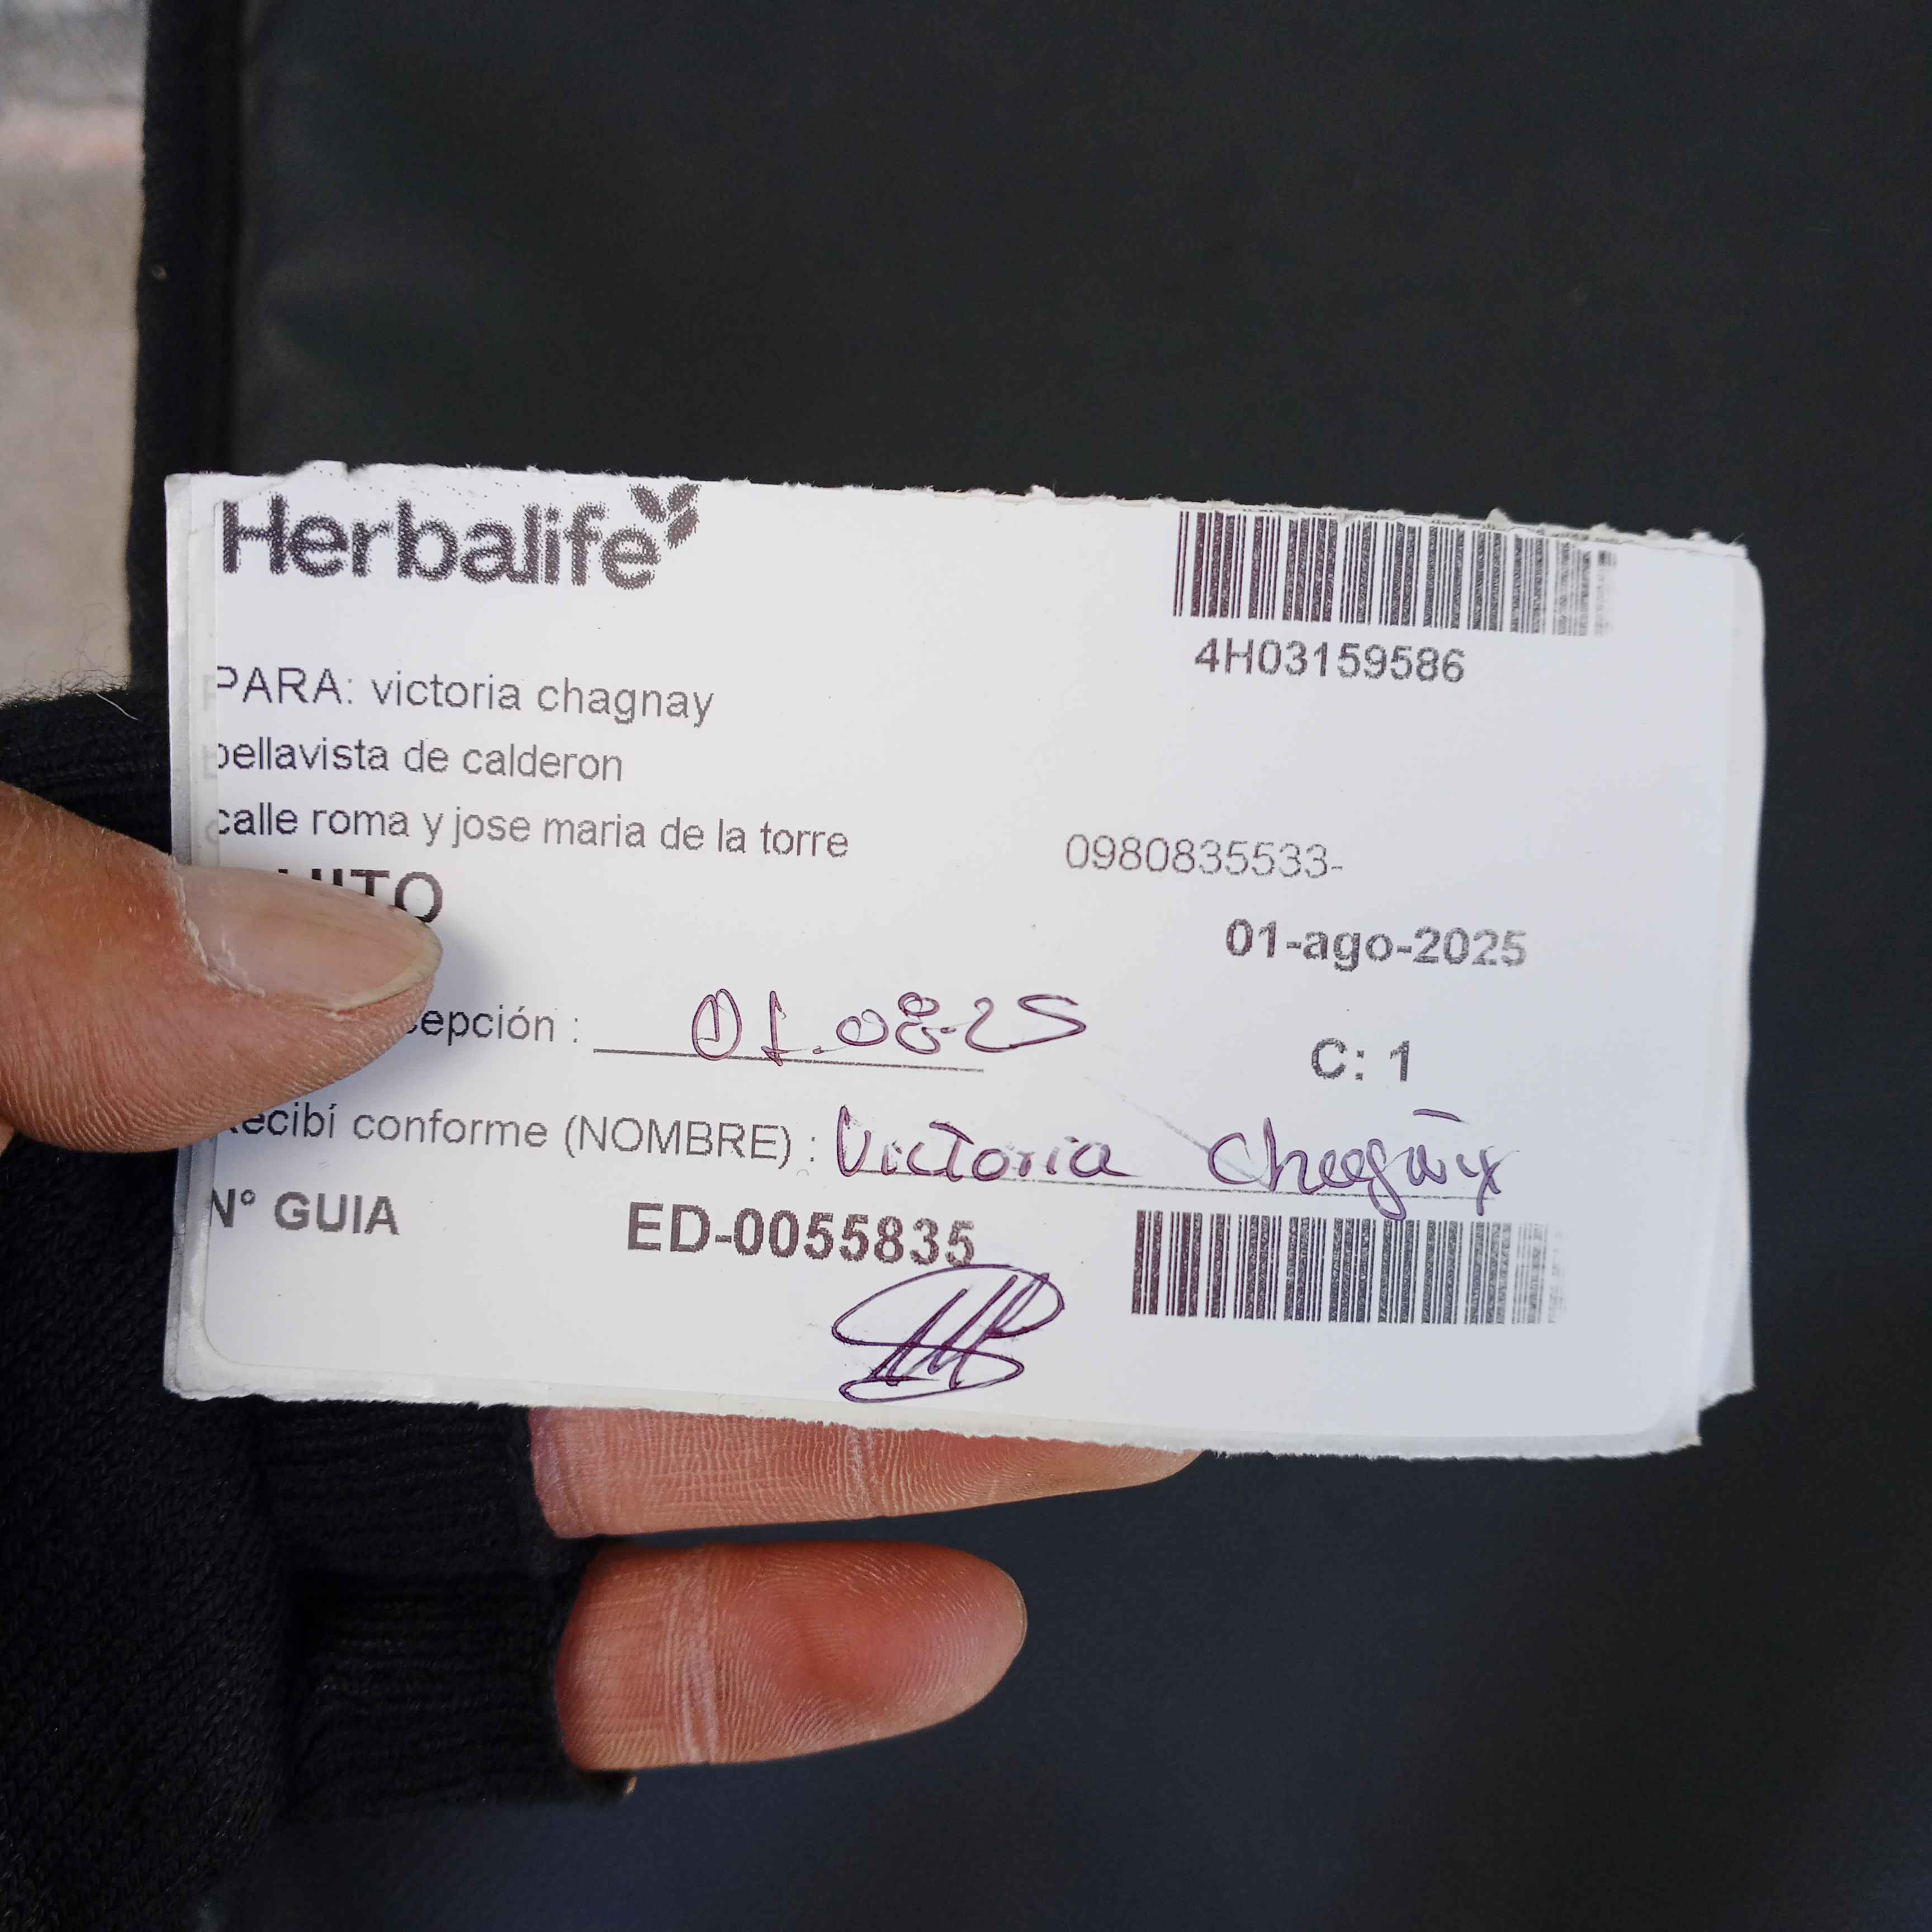 Herbalife
4H03159586
PARA: victoria chagnay
bellavista de calderon
calle roma y jose maria de la torre
0980835533-
01-ago-2025
cepción : 01.08-25
C: 1
ecibí conforme (NOMBRE) : Victoria
N° GUIA ED-0055835